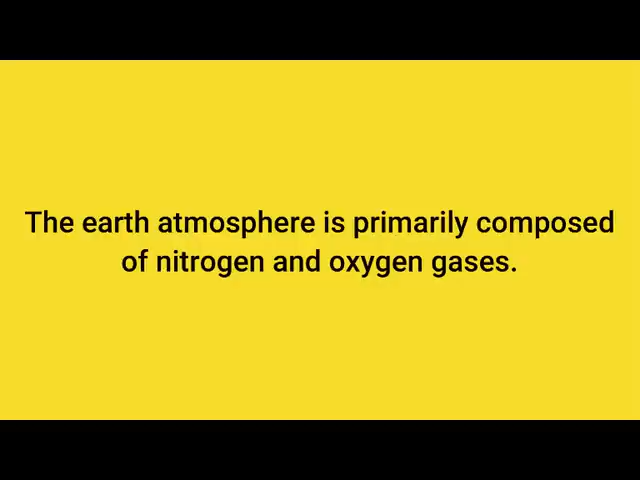 The earth atmosphere is primarily composed
of nitrogen and oxygen gases.